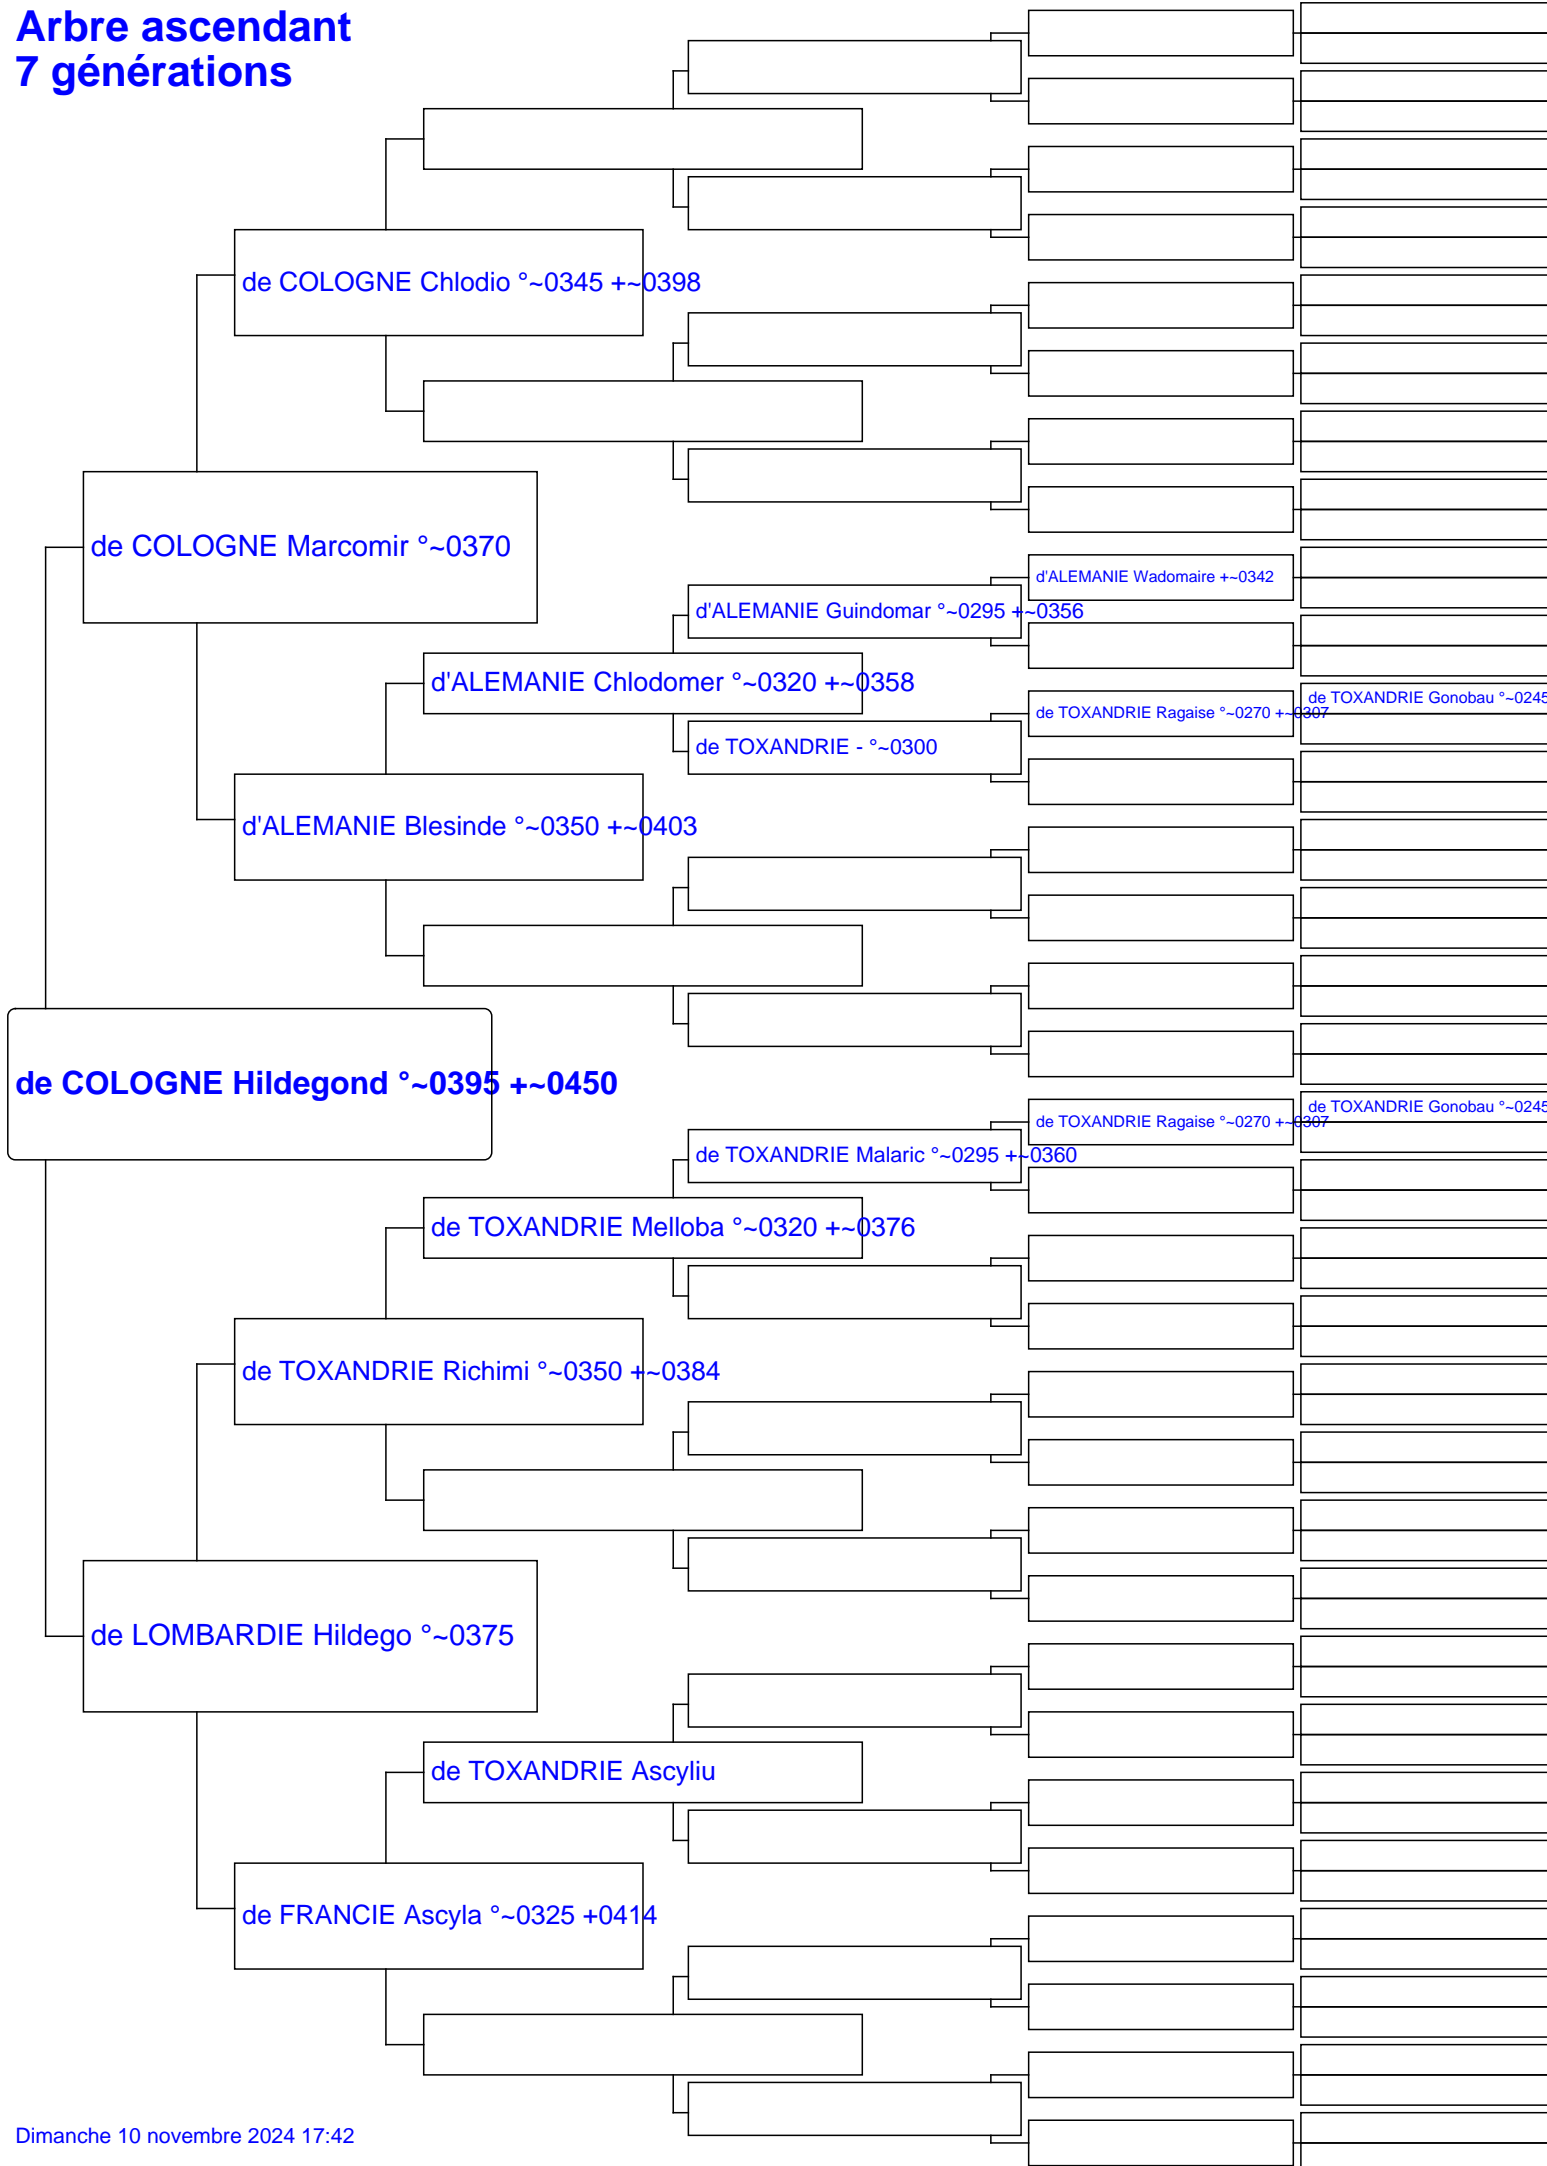 Arbre ascendant
7 générations
de COLOGNE Chlodio °~0345 +~0398
de COLOGNE Marcomir °~0370
d'ALEMANIE Wadomaire +~0342
d'ALEMANIE Guindomar °~0295 +~0356
d'ALEMANIE Chlodomer °~0320 +~0358
de TOXANDRIE Gonobau °~0245
de TOXANDRIE Ragaise °~0270 +~0307
de TOXANDRIE - °~0300
d'ALEMANIE Blesinde °~0350 +~0403
de COLOGNE Hildegond °~0395 +~0450
de TOXANDRIE Gonobau °~0245
de TOXANDRIE Ragaise °~0270 +~0307
de TOXANDRIE Malaric °~0295 +~0360
de TOXANDRIE Melloba °~0320 +~0376
de TOXANDRIE Richimi °~0350 +~0384
de LOMBARDIE Hildego °~0375
de TOXANDRIE Ascyliu
de FRANCIE Ascyla °~0325 +0414
Dimanche 10 novembre 2024 17:42